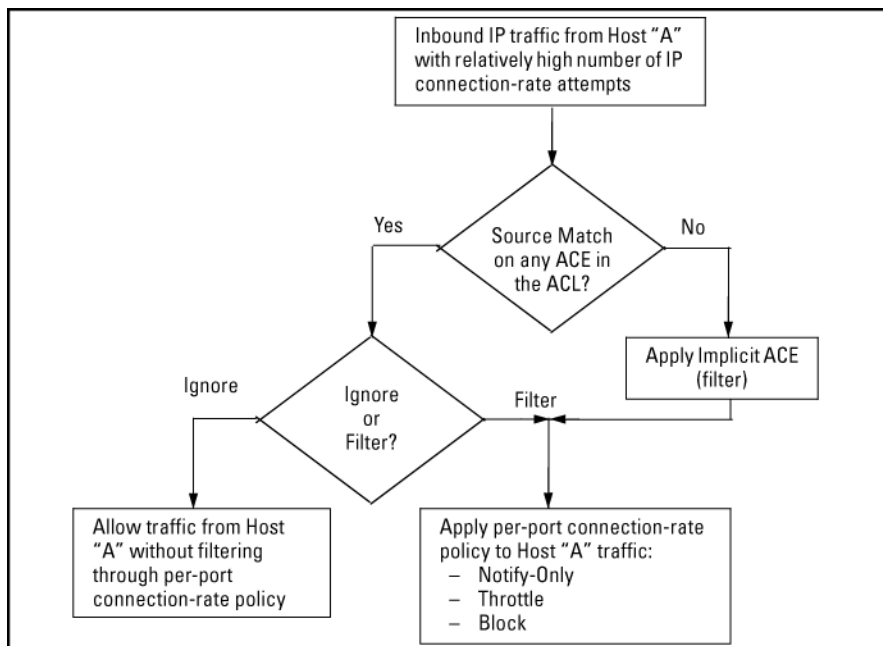 Inbound IP traffic from Host “A”
with relatively high number of IP
connection-rate attempts
Yes
No
Source Match
on any ACE in
the ACL?
Apply Implicit ACE
(filter)
Ignore
Filter
Ignore
or
Filter?
Allow traffic from Host
“A” without filtering
through per-port
connection-rate policy
Apply per-port connection-rate
policy to Host “A” traffic:
– Notify-Only
– Throttle
– Block